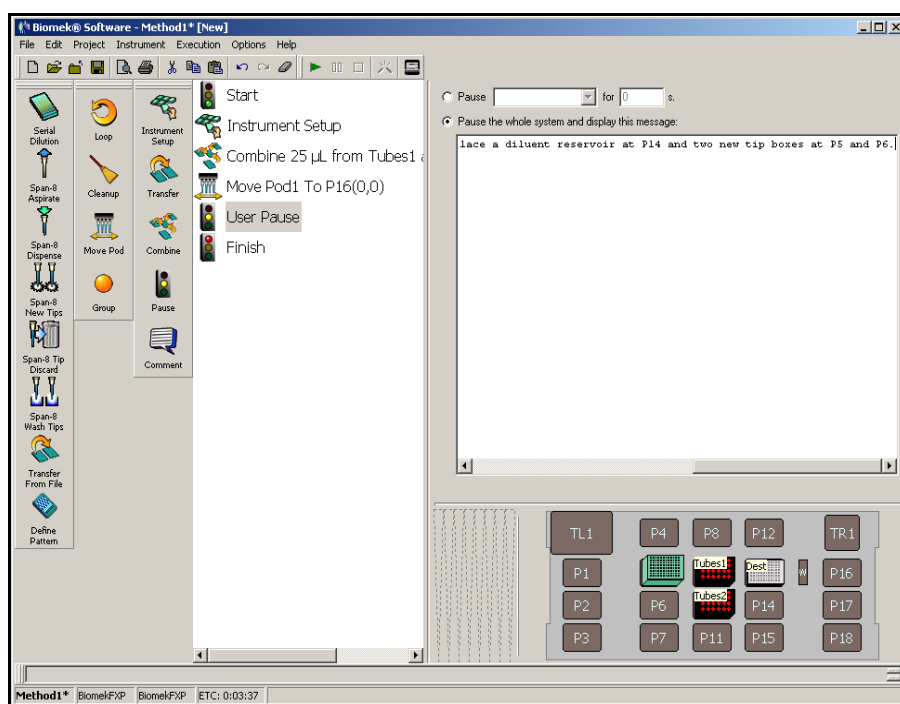 Biomek® Software - Method1* [New]
File Edit Project Instrument Execution Options Help
Serial
Dilution
Span-8
Aspirate
Span-8
Dispense
Span-8
New Tips
Span-8 Tip
Discard
Span-8
Wash Tips
Transfer
From File
Define
Pattern
Loop
Cleanup
Move Pod
Group
Instrument
Setup
Transfer
Combine
Pause
Comment
Start
Instrument Setup
Combine 25 µL from Tubes1 a
Move Pod1 To P16(0,0)
User Pause
Finish
Pause for 0 s.
Pause the whole system and display this message:
lace a diluent reservoir at P14 and two new tip boxes at P5 and P6.
TL1 P4 P8 P12 TR1
P1 Tubes1 Dest W P16
P2 P6 Tubes2 P14 P17
P3 P7 P11 P15 P18
Method1* BiomekFXP BiomekFXP ETC: 0:03:37